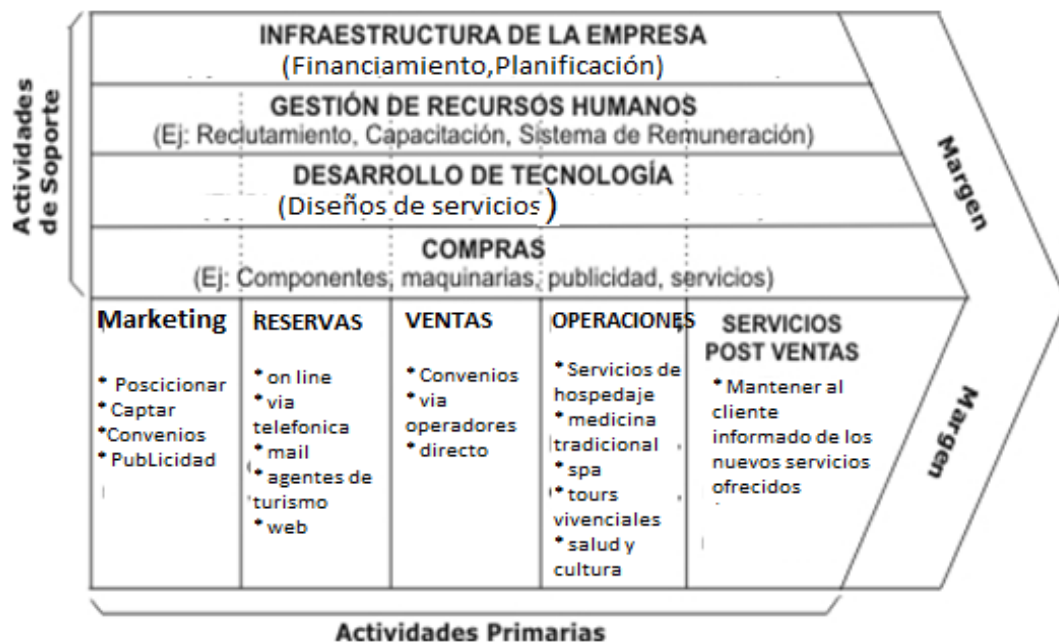 Actividades
de Soporte
INFRAESTRUCTURA DE LA EMPRESA
(Financiamiento,Planificación)
GESTIÓN DE RECURSOS HUMANOS
(Ej: Reclutamiento, Capacitación, Sistema de Remuneración)
DESARROLLO DE TECNOLOGÍA
(Diseños de servicios)
COMPRAS
(Ej: Componentes, maquinarias, publicidad, servicios)
Margen
Marketing
* Poscicionar
* Captar
*Convenios
* PubLicidad
RESERVAS
* on line
* via
telefonica
* mail
* agentes de
turismo
* web
VENTAS
* Convenios
* via
operadores
* directo
OPERACIONES
* Servicios de
hospedaje
* medicina
tradicional
* spa
* tours
vivenciales
* salud y
cultura
SERVICIOS
POST VENTAS
* Mantener al
cliente
informado de los
nuevos servicios
ofrecidos
Margen
Actividades Primarias